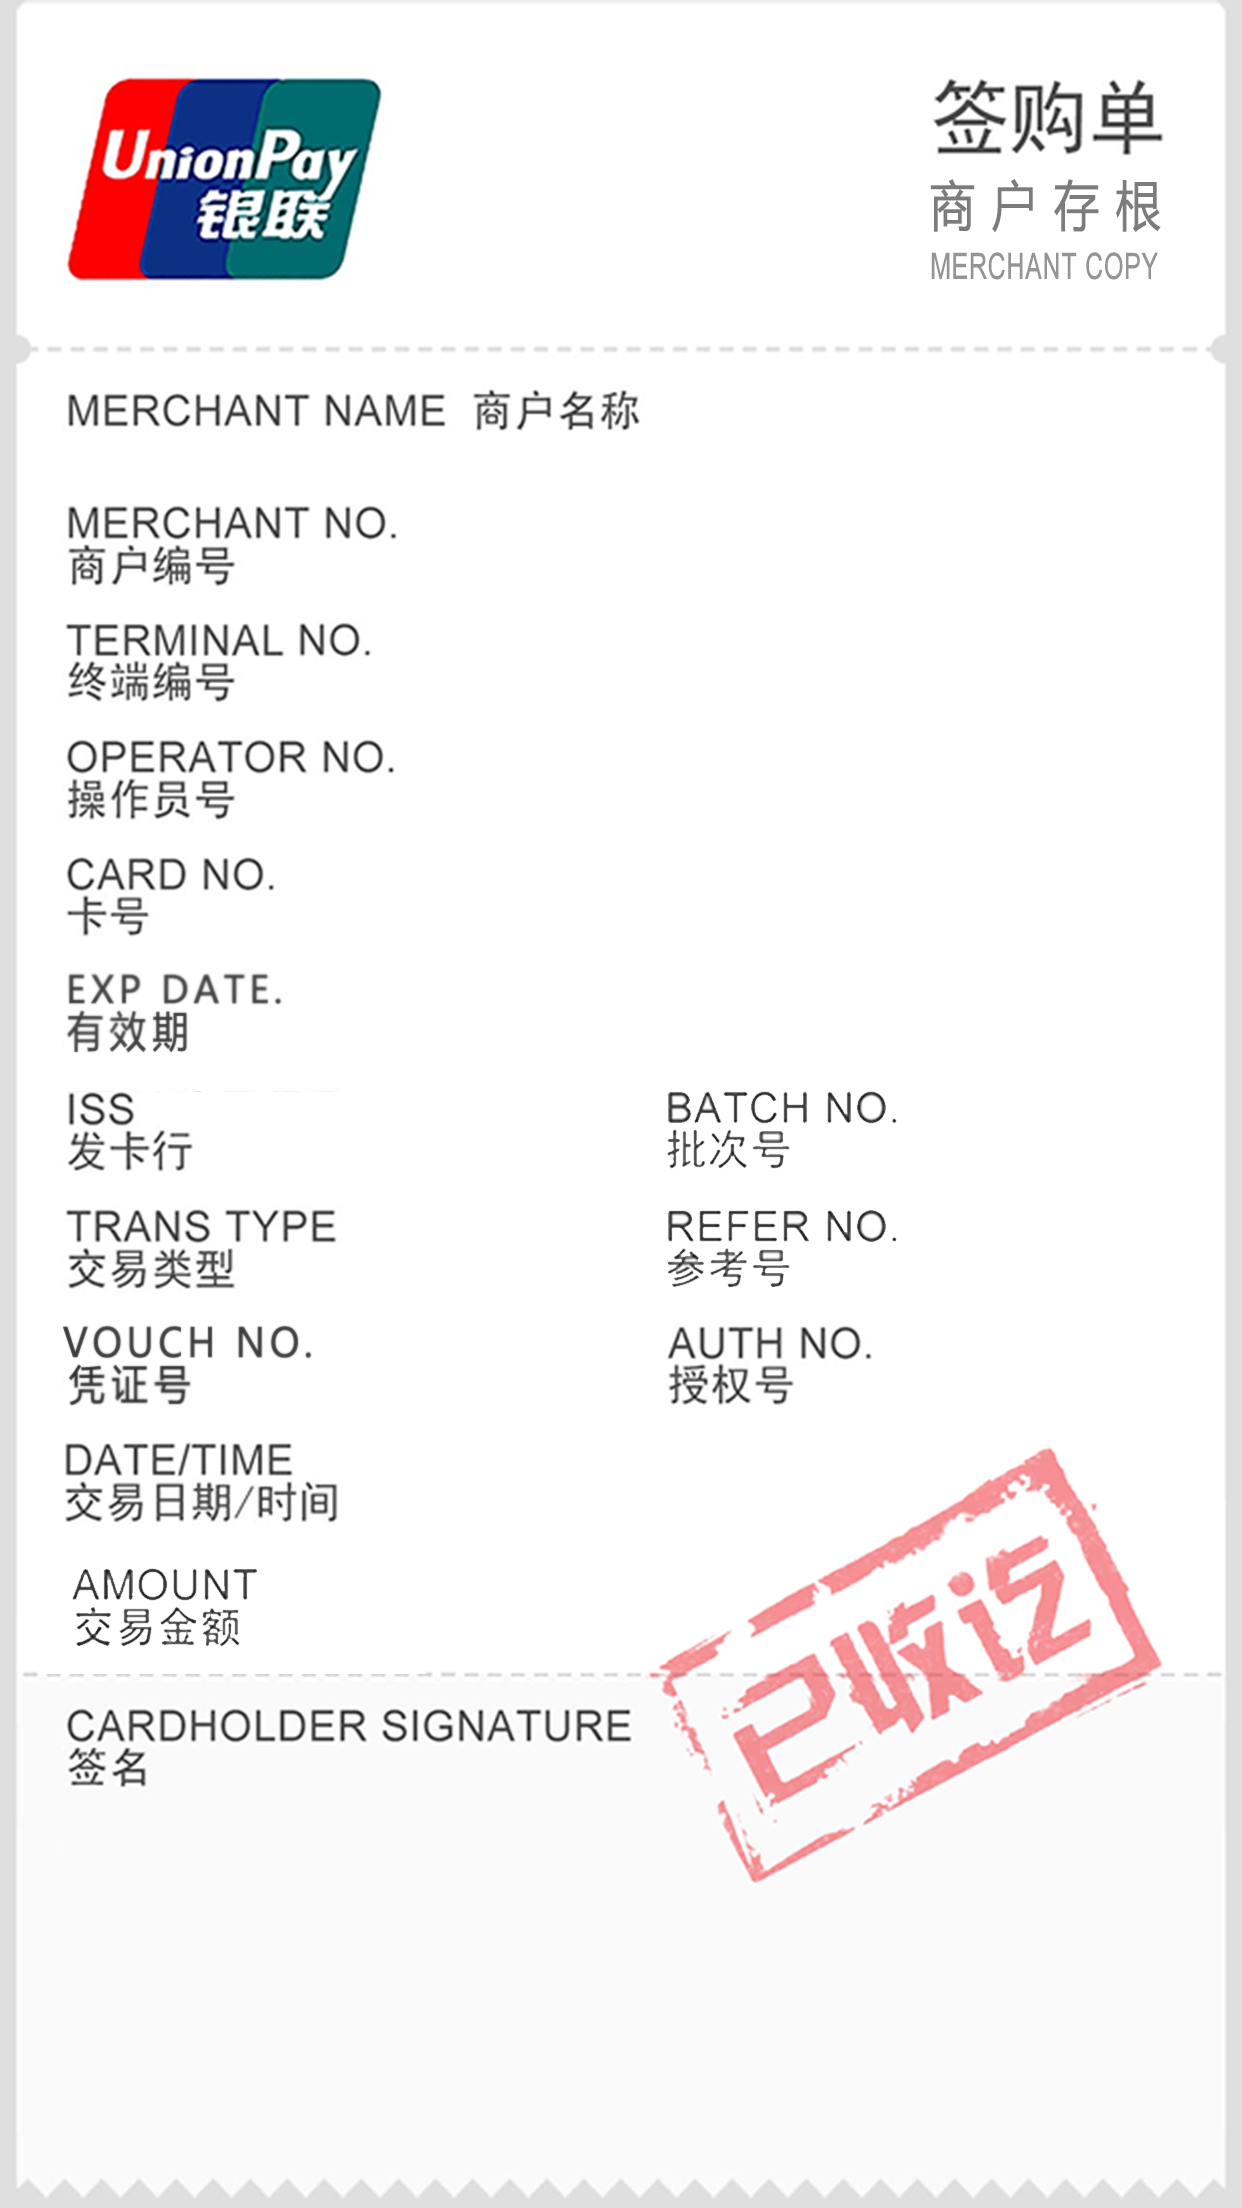 UnionPay
银联
签购单
商户存根
MERCHANT COPY
MERCHANT NAME 商户名称
MERCHANT NO.
商户编号
TERMINAL NO.
终端编号
OPERATOR NO.
操作员号
CARD NO.
卡号
EXP DATE.
有效期
ISS
发卡行
BATCH NO.
批次号
TRANS TYPE
交易类型
REFER NO.
参考号
VOUCH NO.
凭证号
AUTH NO.
授权号
DATE/TIME
交易日期/时间
AMOUNT
交易金额
已收讫
CARDHOLDER SIGNATURE
签名